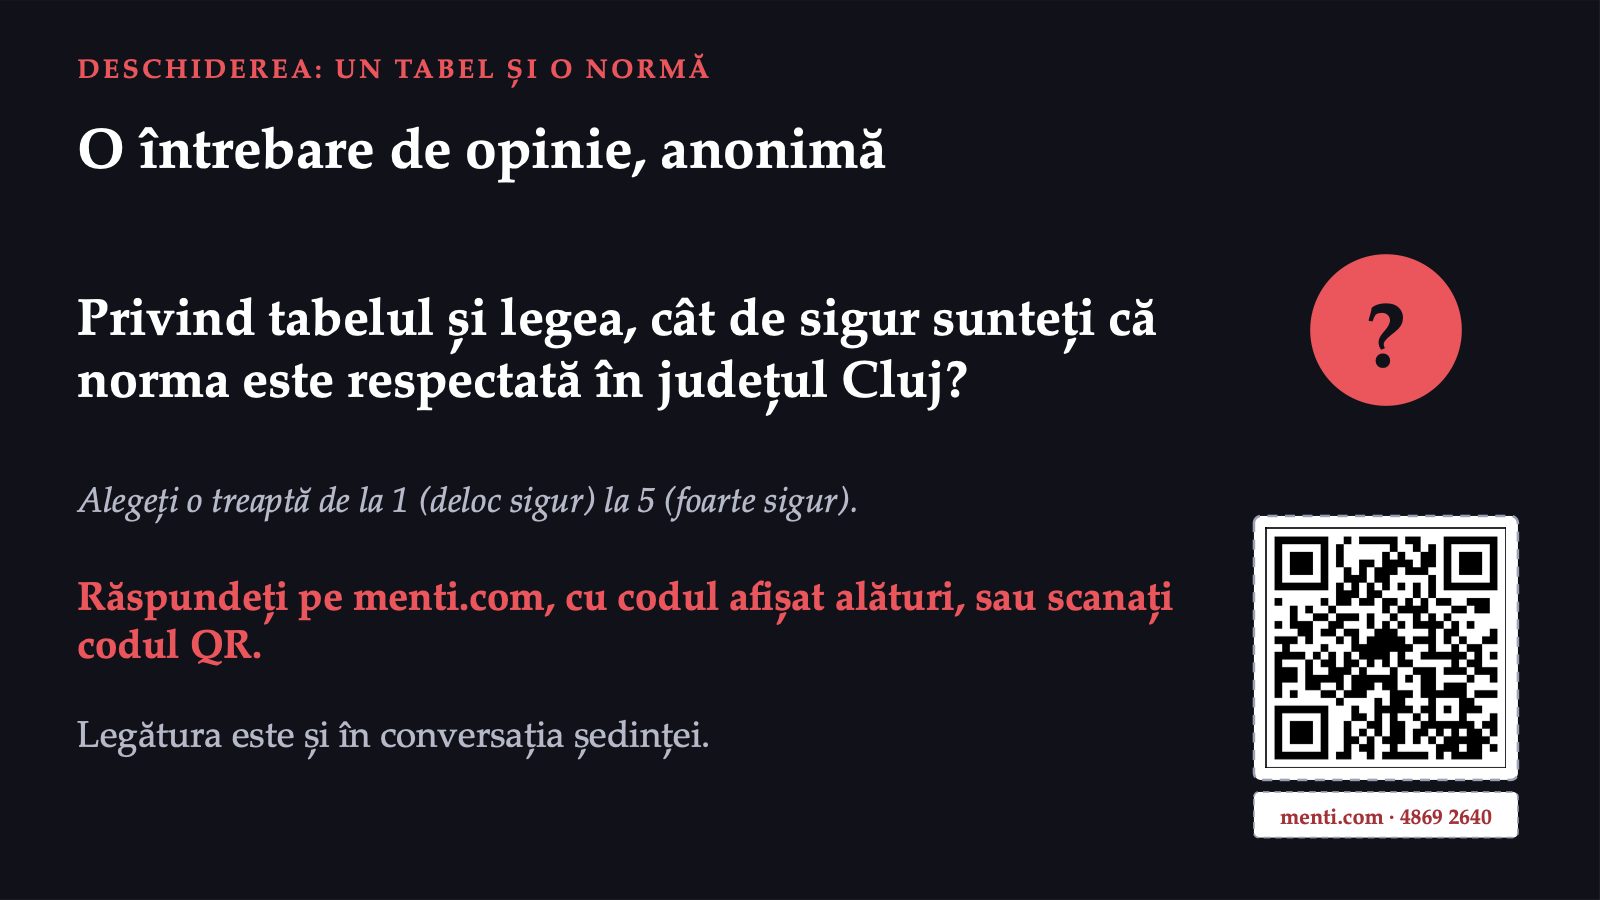 DESCHIDEREA: UN TABEL ȘI O NORMĂ
O întrebare de opinie, anonimă
Privind tabelul și legea, cât de sigur sunteți că
norma este respectată în județul Cluj?
?
Alegeți o treaptă de la 1 (deloc sigur) la 5 (foarte sigur).
Răspundeți pe menti.com, cu codul afișat alături, sau scanați
codul QR.
Legătura este și în conversația ședinței.
menti.com · 4869 2640